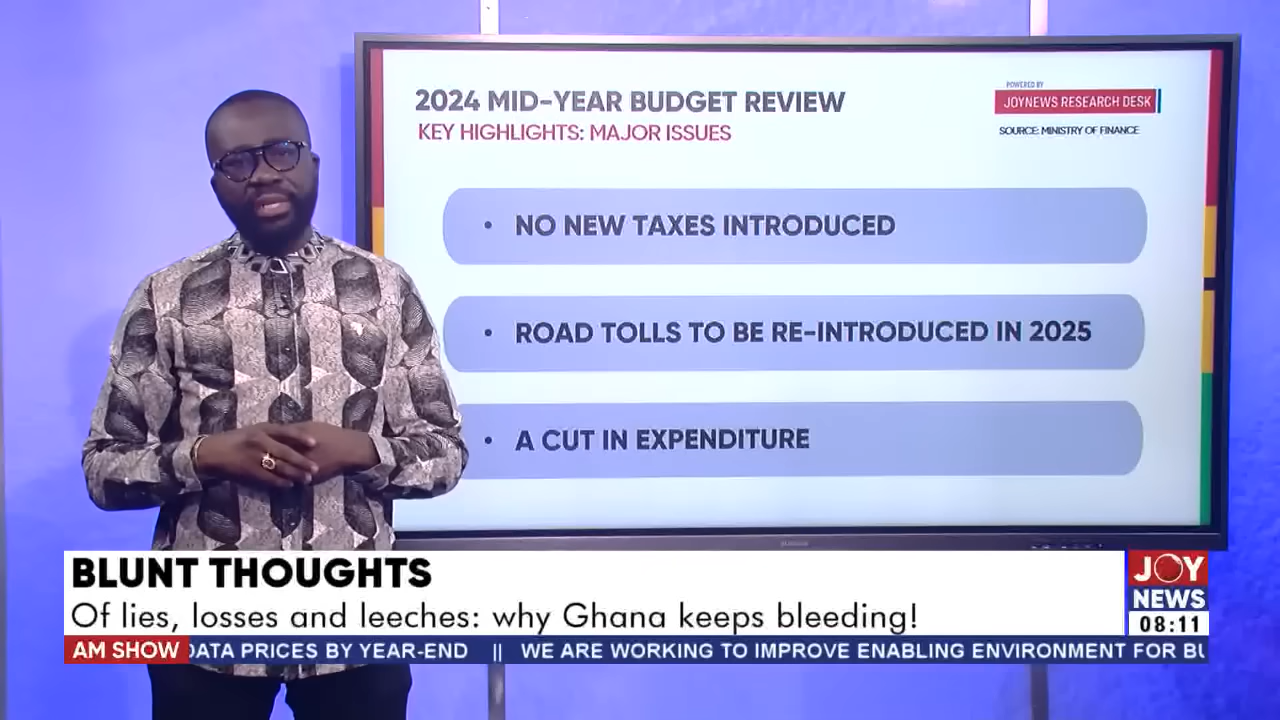 2024 MID-YEAR BUDGET REVIEW
KEY HIGHLIGHTS: MAJOR ISSUES
POWERED BY
JOYNEWS RESEARCH DESK
SOURCE: MINISTRY OF FINANCE
• NO NEW TAXES INTRODUCED
• ROAD TOLLS TO BE RE-INTRODUCED IN 2025
• A CUT IN EXPENDITURE
BLUNT THOUGHTS
Of lies, losses and leeches: why Ghana keeps bleeding!
JOY
NEWS
08:11
AM SHOW
DATA PRICES BY YEAR-END || WE ARE WORKING TO IMPROVE ENABLING ENVIRONMENT FOR BU